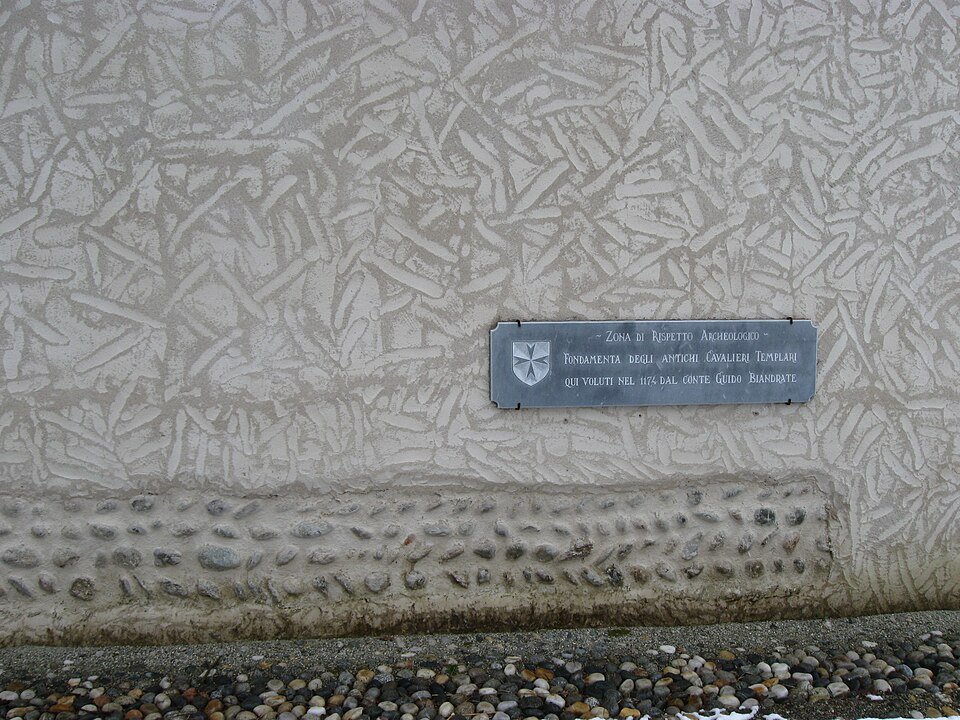 ~ Zona di Rispetto Archeologico ~
Fondamenta degli antichi Cavalieri Templari
qui voluti nel 1174 dal conte Guido Biandrate